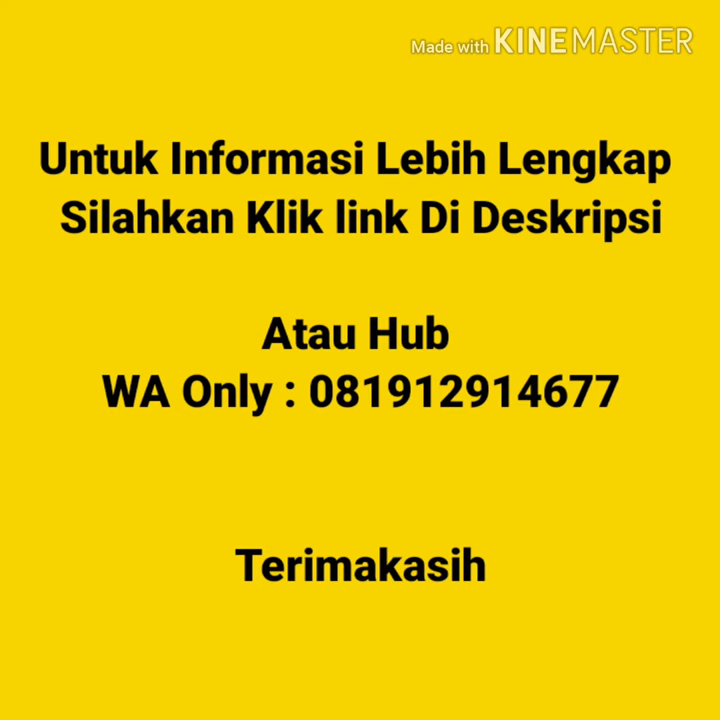 Made with KINEMASTER
Untuk Informasi Lebih Lengkap
Silahkan Klik link Di Deskripsi
Atau Hub
WA Only : 081912914677
Terimakasih